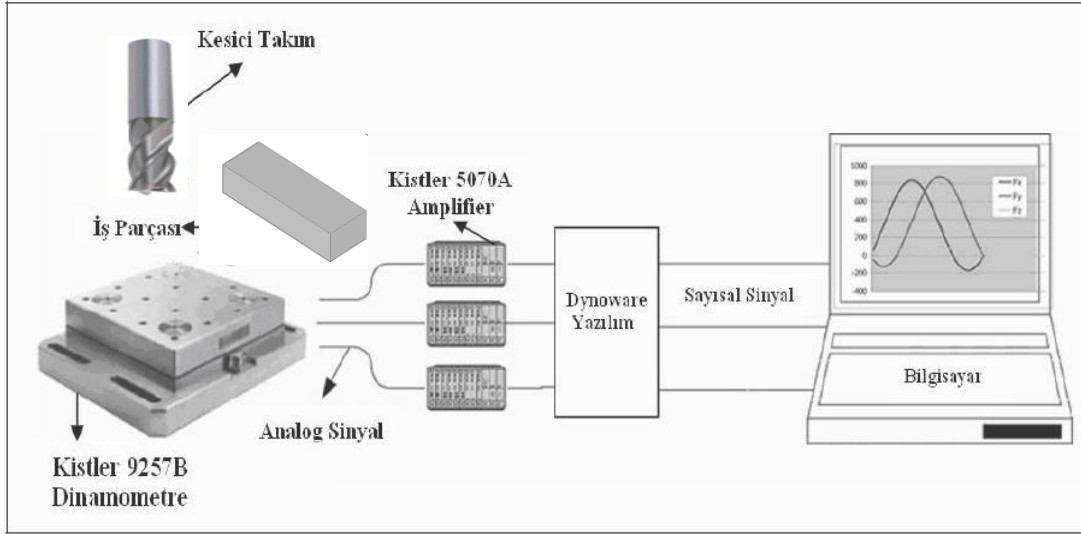 Kesici Takım
Kistler 5070A
Amplifier
İş Parçası
Dynoware
Yazılım
Sayısal Sinyal
1000
800
600
400
200
0
-200
-400
Fx
Fy
Fz
Bilgisayar
Analog Sinyal
Kistler 9257B
Dinamometre